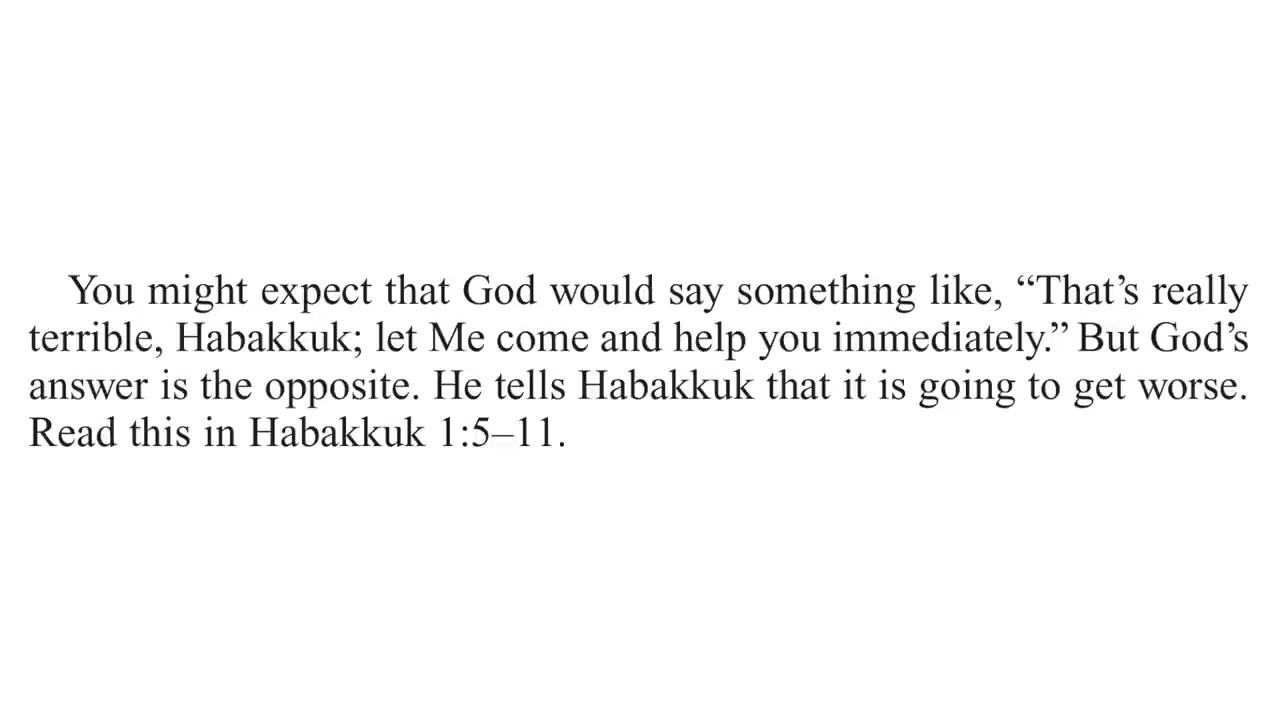 You might expect that God would say something like, “That’s really
terrible, Habakkuk; let Me come and help you immediately.” But God’s
answer is the opposite. He tells Habakkuk that it is going to get worse.
Read this in Habakkuk 1:5–11.